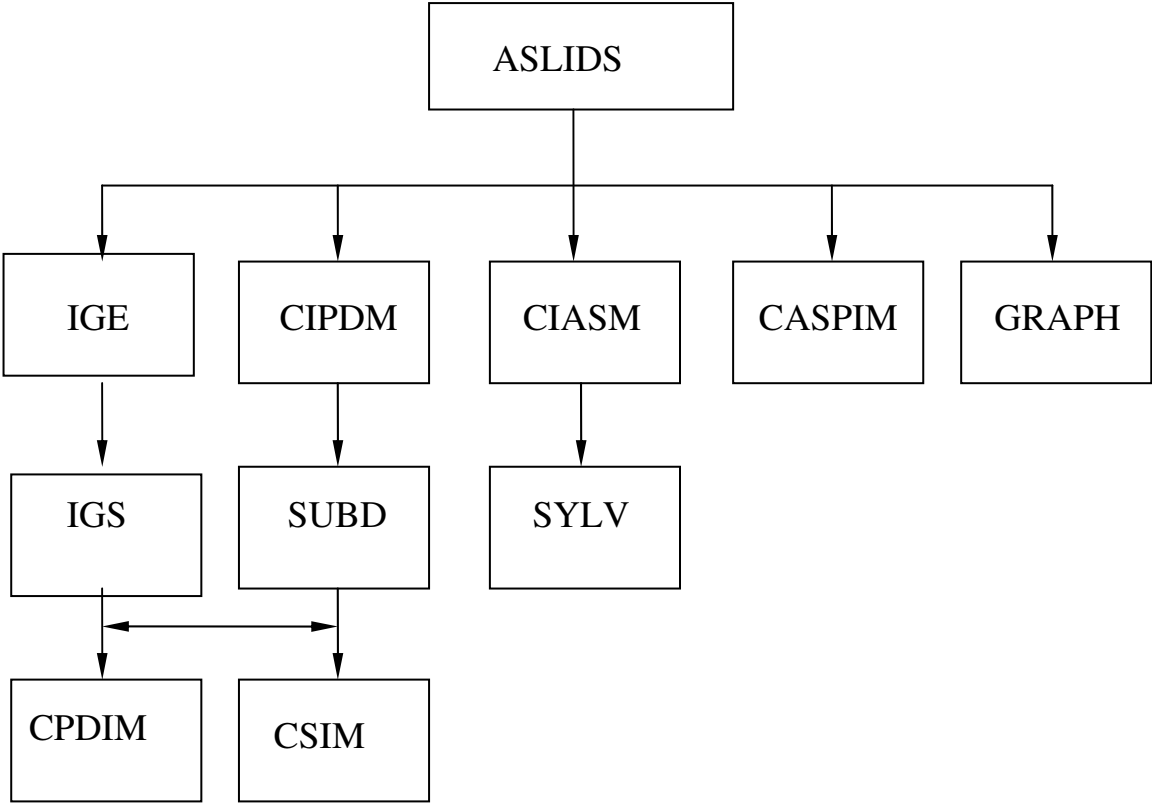 ASLIDS
IGE
CIPDM
CIASM
CASPIM
GRAPH
IGS
SUBD
SYLV
CPDIM
CSIM